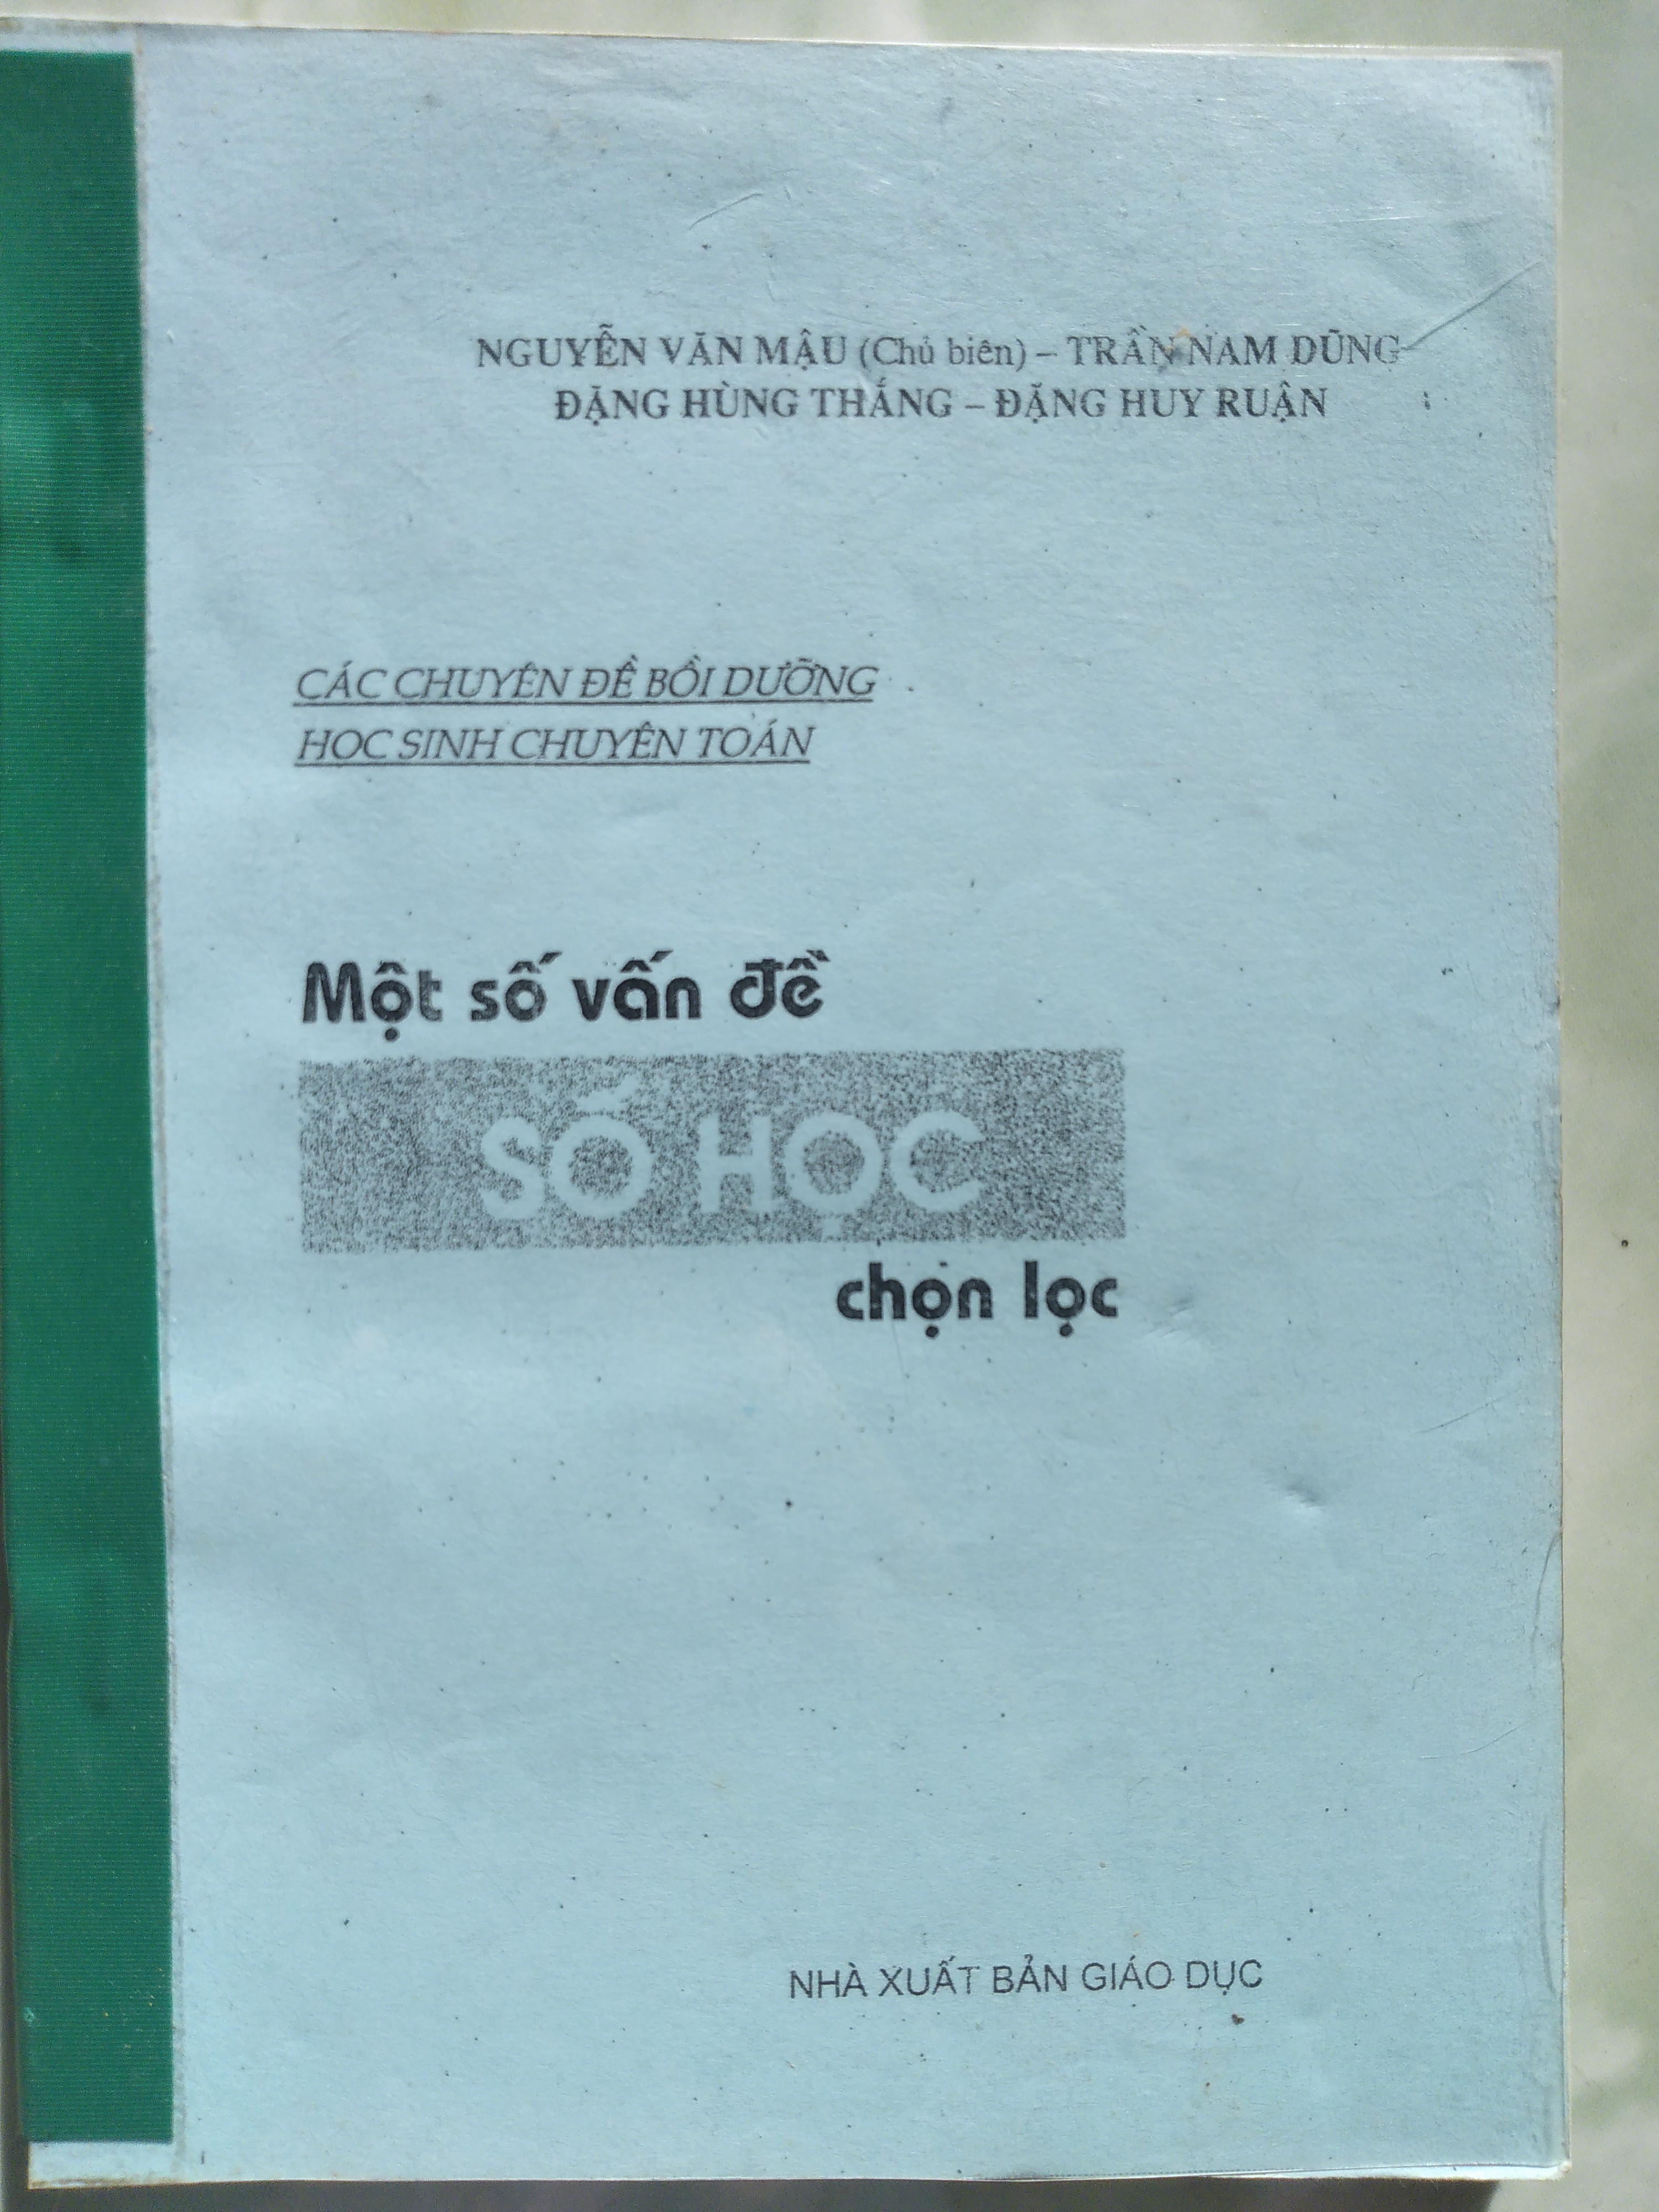 NGUYỄN VĂN MẬU (Chủ biên) – TRẦN NAM DŨNG
ĐẶNG HÙNG THẮNG – ĐẶNG HUY RUẬN
CÁC CHUYÊN ĐỀ BỒI DƯỠNG
HỌC SINH CHUYÊN TOÁN
Một số vấn đề
SỐ HỌC
chọn lọc
NHÀ XUẤT BẢN GIÁO DỤC